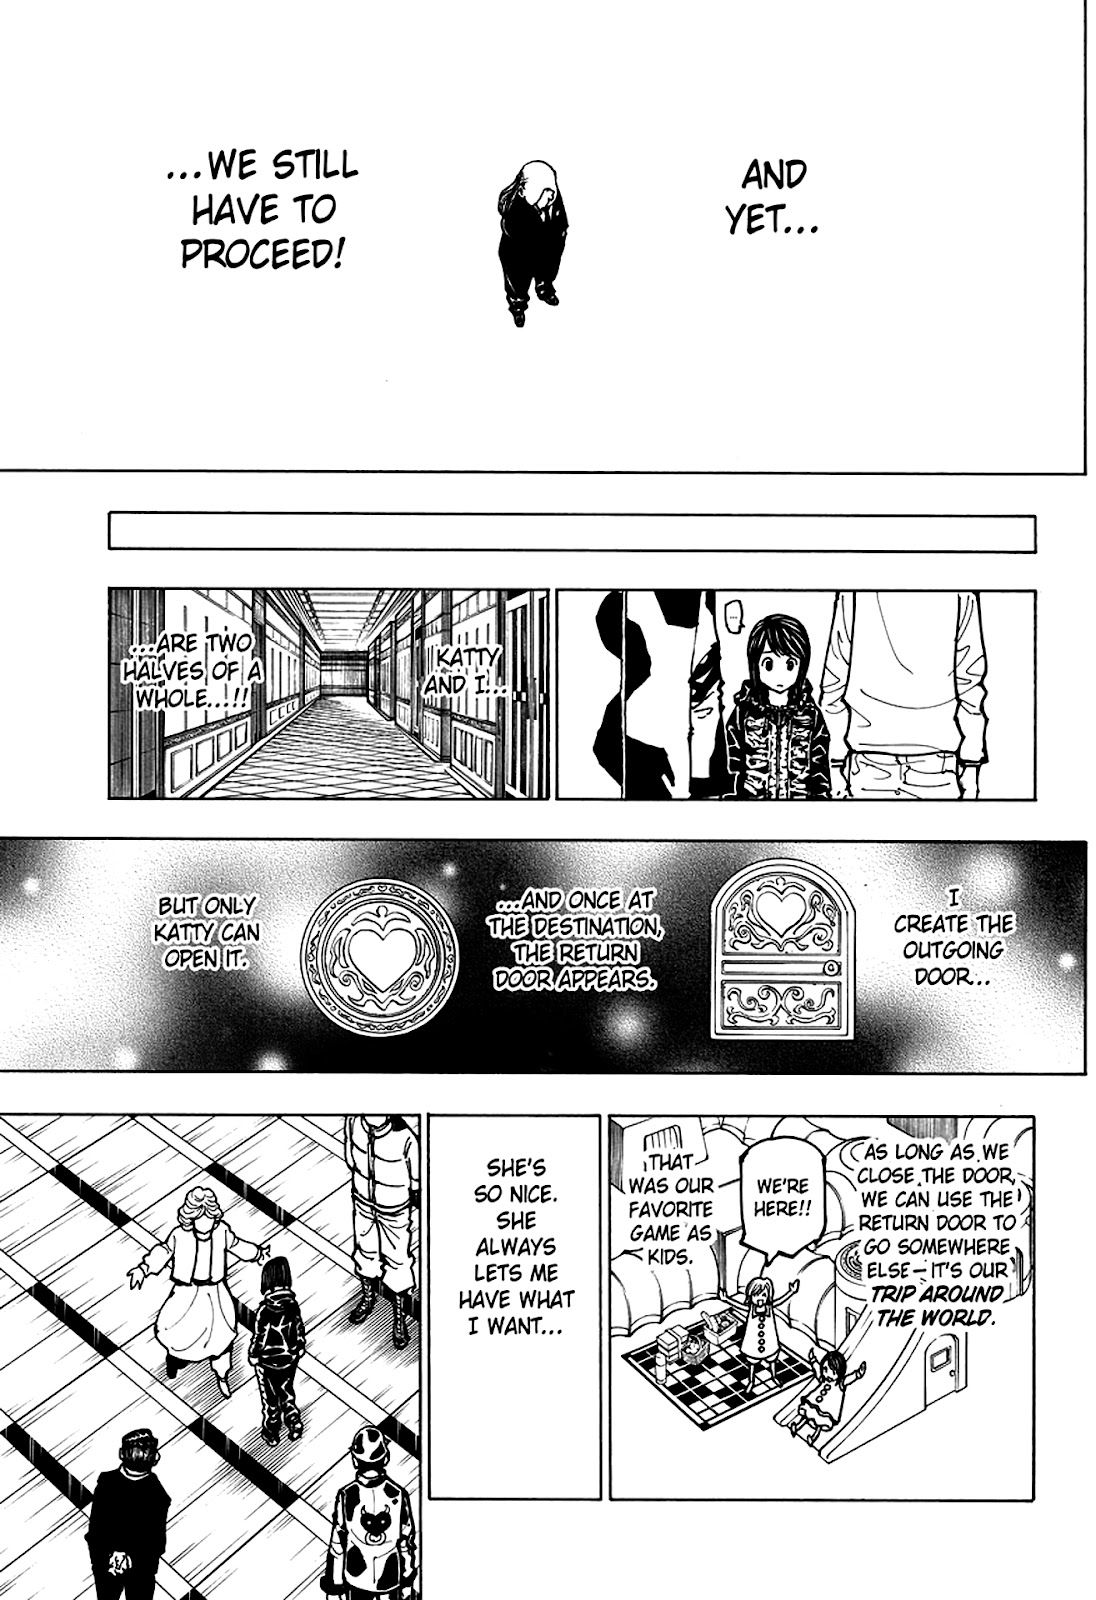 AND
YET...
...WE STILL
HAVE TO
PROCEED!
...
KATTY
AND I...
...ARE TWO
HALVES OF A
WHOLE...!!
I
CREATE THE
OUTGOING
DOOR...
...AND ONCE AT
THE DESTINATION,
THE RETURN
DOOR APPEARS.
BUT ONLY
KATTY CAN
OPEN IT.
AS LONG AS WE
CLOSE THE DOOR,
WE CAN USE THE
RETURN DOOR TO
GO SOMEWHERE
ELSE—IT'S OUR
TRIP AROUND
THE WORLD.
WE'RE
HERE!!
THAT
WAS OUR
FAVORITE
GAME AS
KIDS.
SHE'S
SO NICE.
SHE
ALWAYS
LETS ME
HAVE WHAT
I WANT...